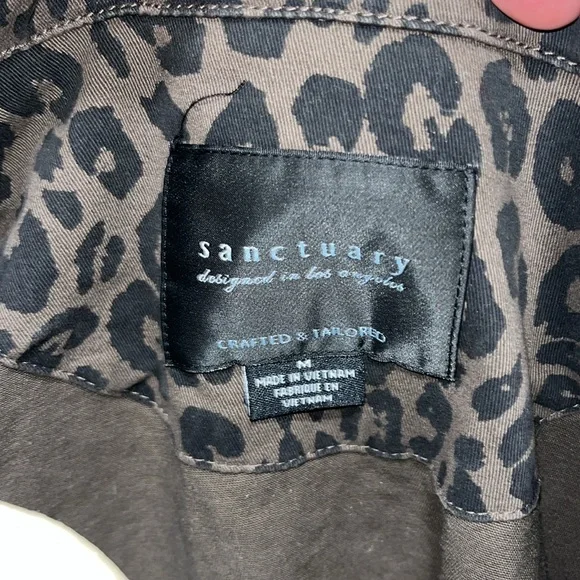 sanctuary
designed in los angeles
CRAFTED & TAILORED
M
MADE IN VIETNAM
FABRIQUE EN
VIETNAM